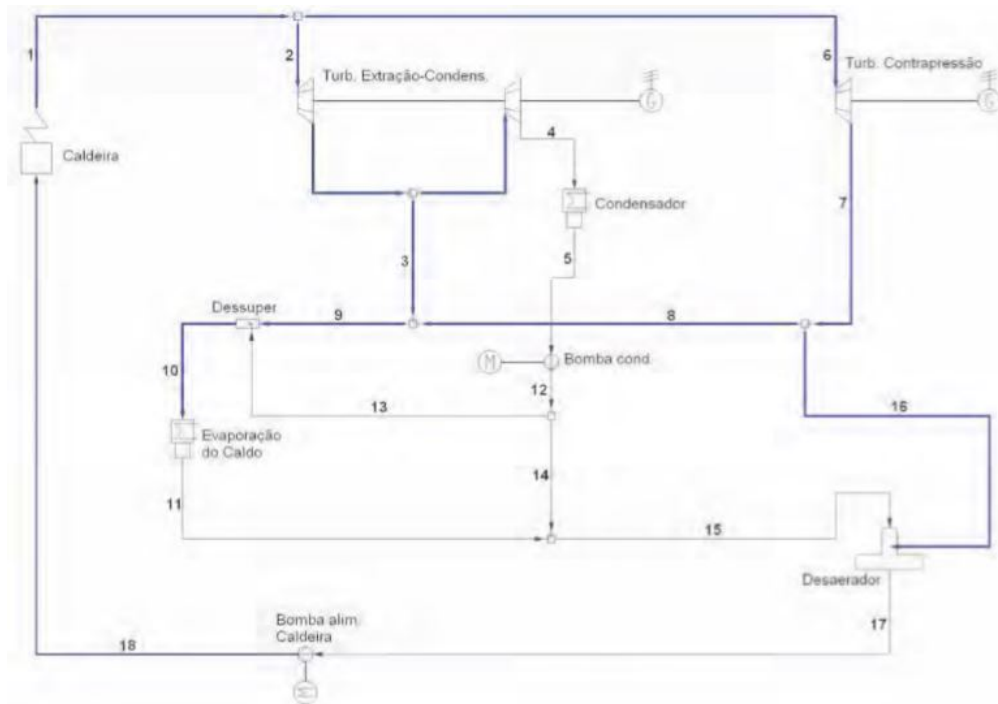 1
2
6
Turb. Extração-Condens.
G
Turb. Contrapressão
G
4
Caldeira
Condensador
7
3
5
Dessuper
9
8
10
M
Bomba cond.
12
13
16
Evaporação
do Caldo
14
11
15
Desaerador
Bomba alim.
Caldeira
17
18
M